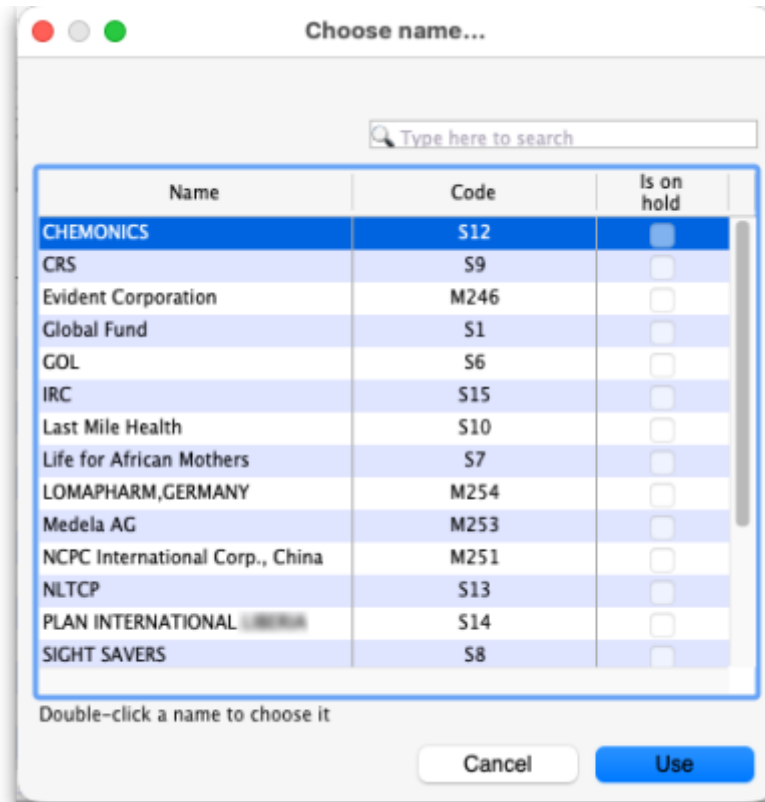 Choose name...
Type here to search
Name Code Is on hold
CHEMONICS S12
CRS S9
Evident Corporation M246
Global Fund S1
GOL S6
IRC S15
Last Mile Health S10
Life for African Mothers S7
LOMAPHARM,GERMANY M254
Medela AG M253
NCPC International Corp., China M251
NLTCP S13
PLAN INTERNATIONAL S14
SIGHT SAVERS S8
Double-click a name to choose it
Cancel Use